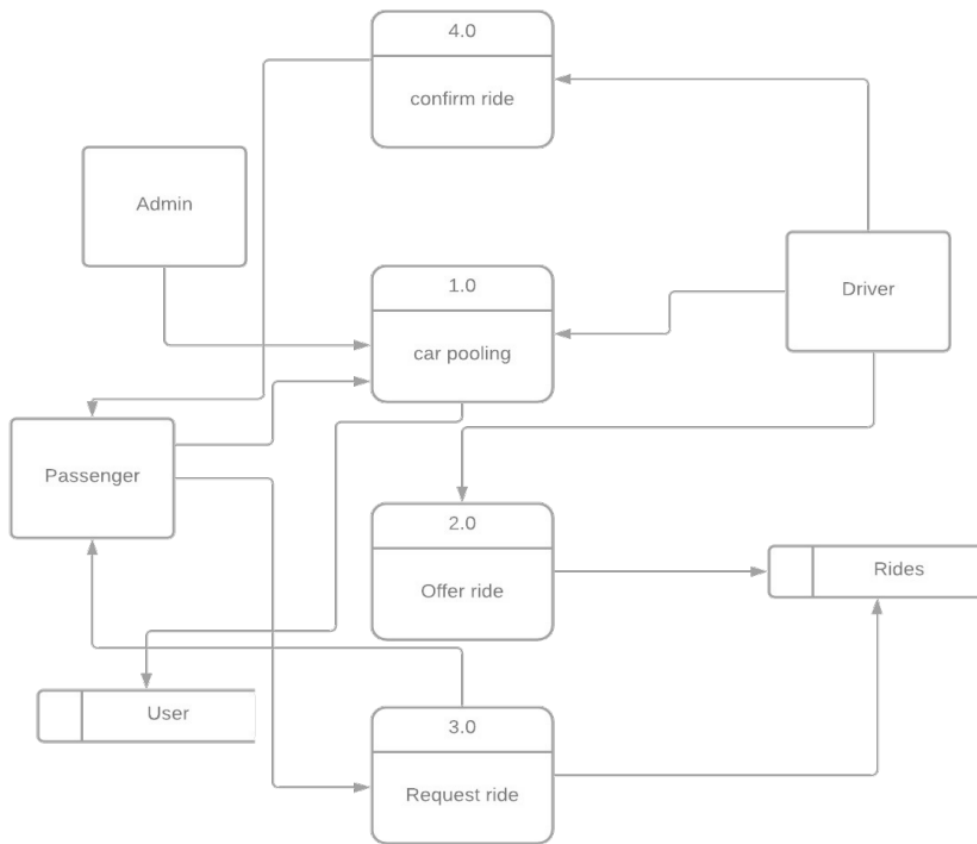 4.0
confirm ride
Admin
1.0
Driver
car pooling
Passenger
2.0
Rides
Offer ride
User
3.0
Request ride